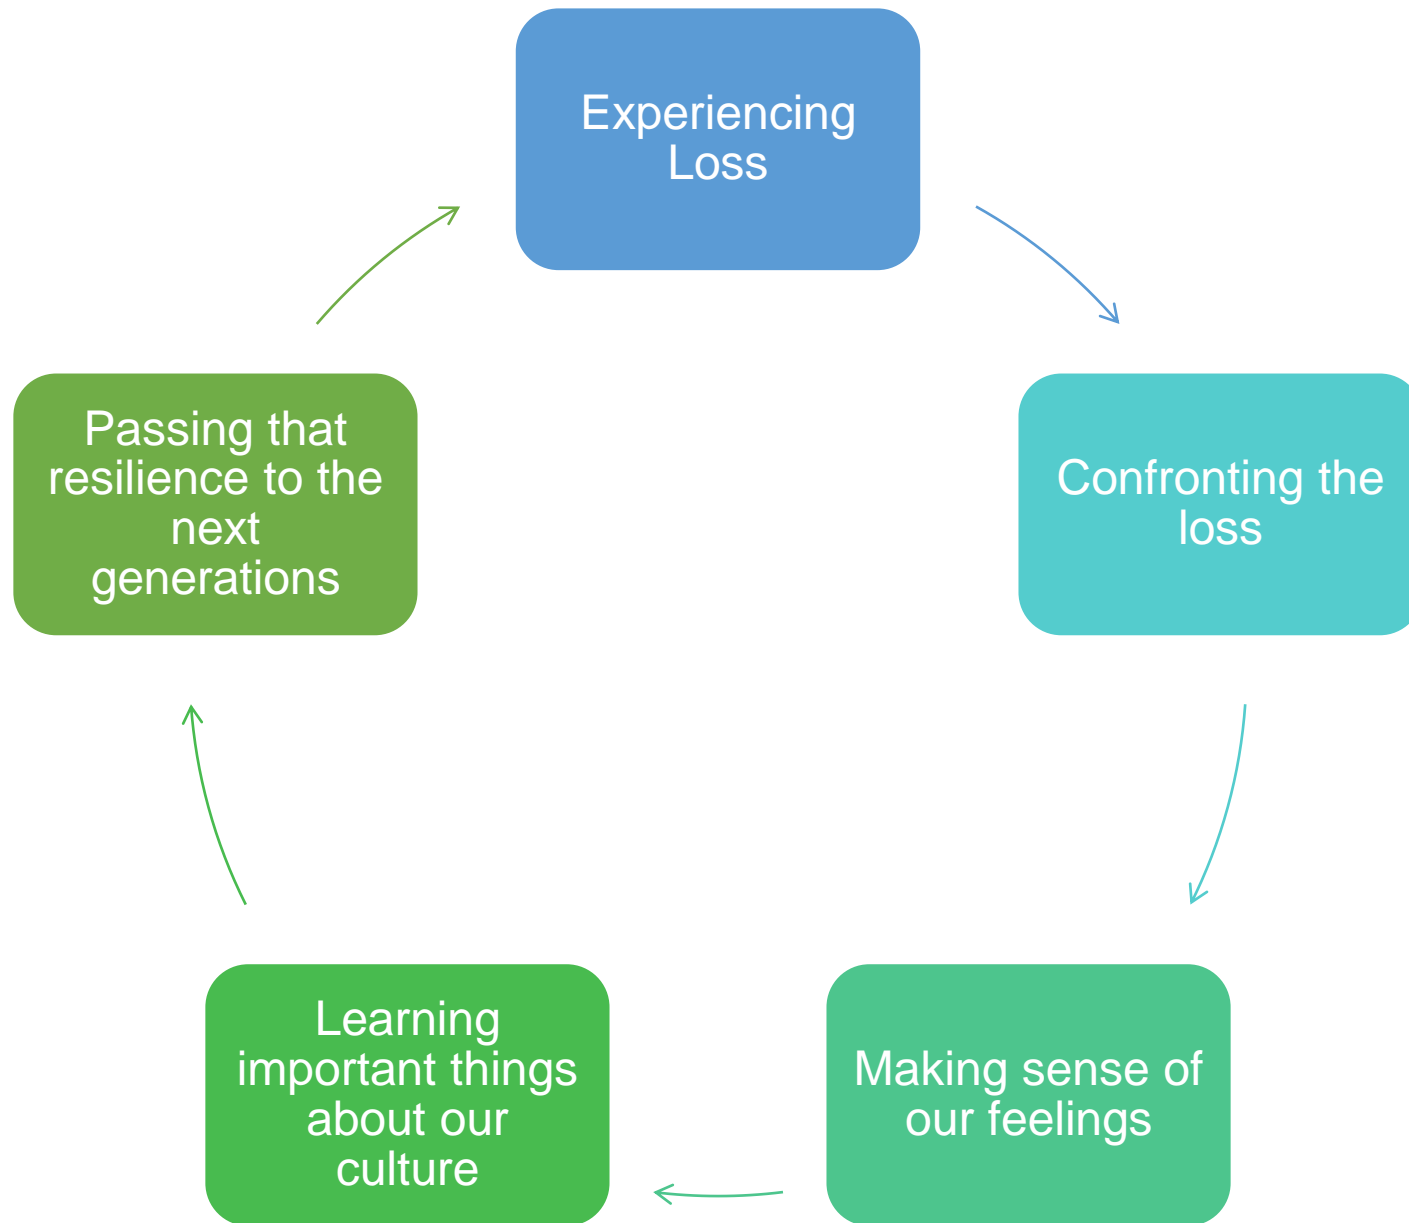 Experiencing
Loss
Confronting the
loss
Making sense of
our feelings
Learning
important things
about our
culture
Passing that
resilience to the
next
generations